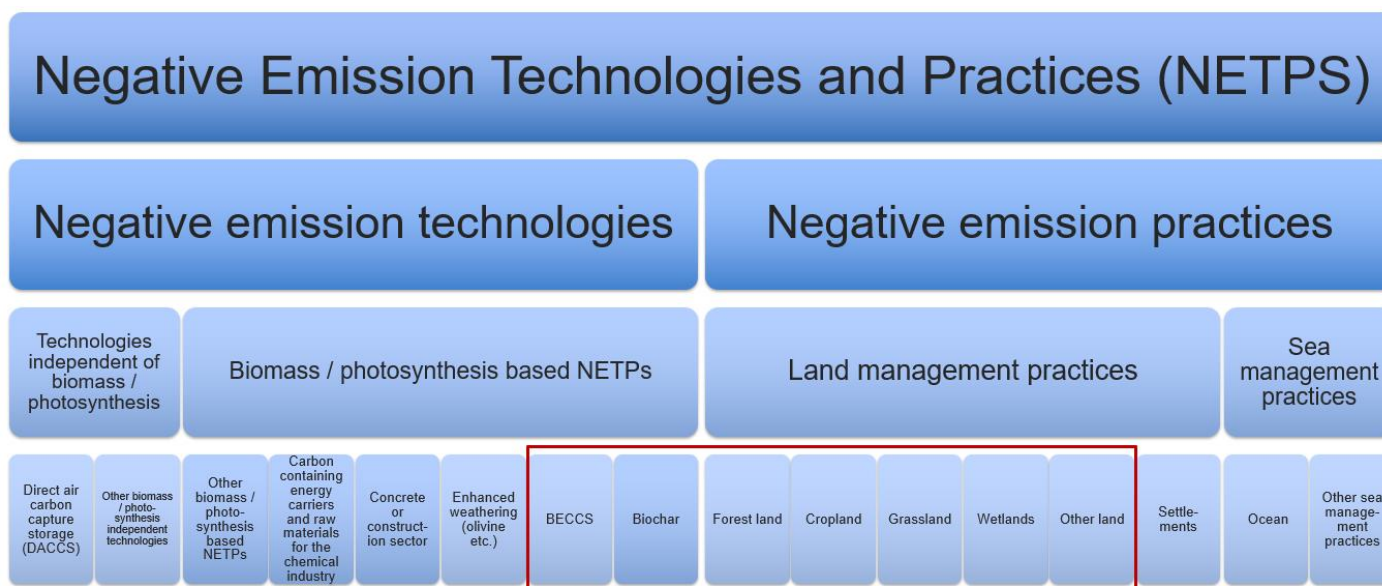 Negative Emission Technologies and Practices (NETPS)
Negative emission technologies
Negative emission practices
Technologies
independent of
biomass /
photosynthesis
Biomass / photosynthesis based NETPs
Land management practices
Sea
management
practices
Direct air
carbon
capture
storage
(DACCS)
Other biomass
/ photo-
synthesis
independent
technologies
Other
biomass /
photo-
synthesis
based
NETPs
Carbon
containing
energy
carriers
and raw
materials
for the
chemical
industry
Concrete
or
construct-
ion sector
Enhanced
weathering
(olivine
etc.)
BECCS
Biochar
Forest land
Cropland
Grassland
Wetlands
Other land
Settle-
ments
Ocean
Other sea
manage-
ment
practices